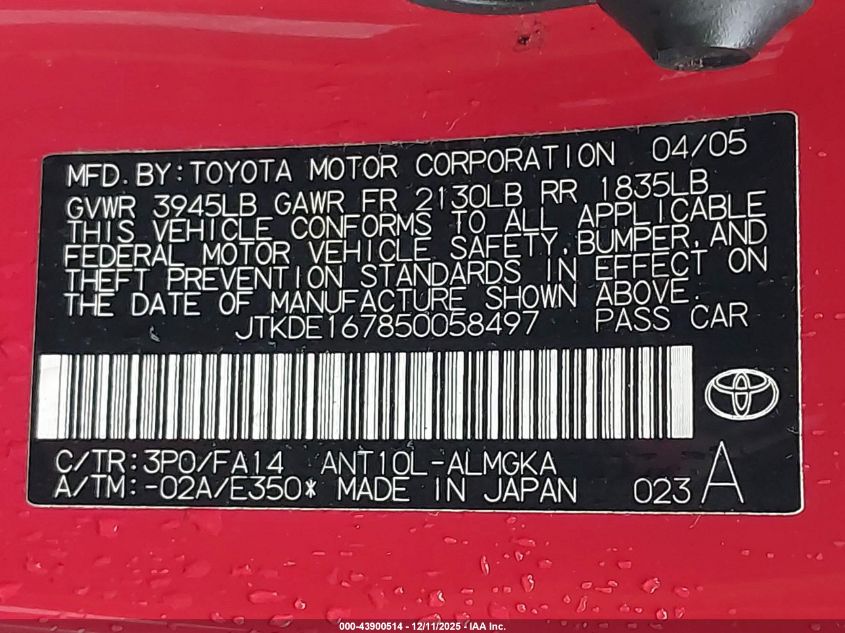 MFD. BY: TOYOTA MOTOR CORPORATION 04/05
GVWR 3945LB GAWR FR 2130LB RR 1835LB
THIS VEHICLE CONFORMS TO ALL APPLICABLE
FEDERAL MOTOR VEHICLE SAFETY, BUMPER, AND
THEFT PREVENTION STANDARDS IN EFFECT ON
THE DATE OF MANUFACTURE SHOWN ABOVE.
JTKDE167850058497 PASS CAR
C/TR: 3P0/FA14 ANT10L-ALMGKA
A/TM: -02A/E350* MADE IN JAPAN 023 A
000-43900514 - 12/11/2025 - IAA Inc.